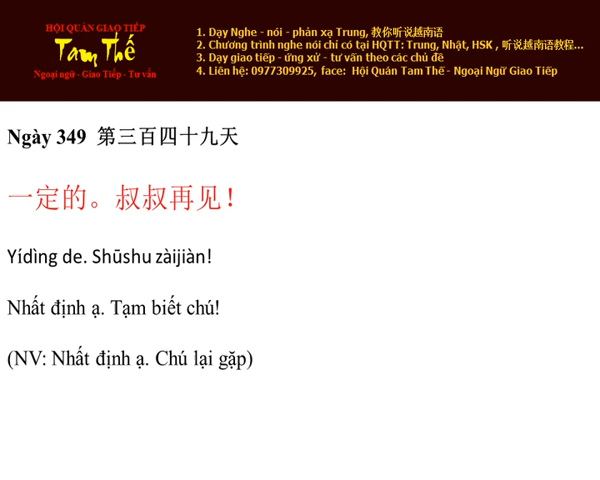 HỘI QUÁN GIAO TIẾP
Tam Thế
Ngoại ngữ - Giao Tiếp - Tư vấn
1. Dạy Nghe - nói - phản xạ Trung, 教你听说越南语
2. Chương trình nghe nói chỉ có tại HQTT: Trung, Nhật, HSK , 听说越南语教程...
3. Dạy giao tiếp - ứng xử - tư vấn theo các chủ đề
4. Liên hệ: 0977309925, face: Hội Quán Tam Thế - Ngoại Ngữ Giao Tiếp
Ngày 349 第三百四十九天
一定的。叔叔再见！
Yídìng de. Shūshu zàijiàn!
Nhất định ạ. Tạm biết chú!
(NV: Nhất định ạ. Chú lại gặp)